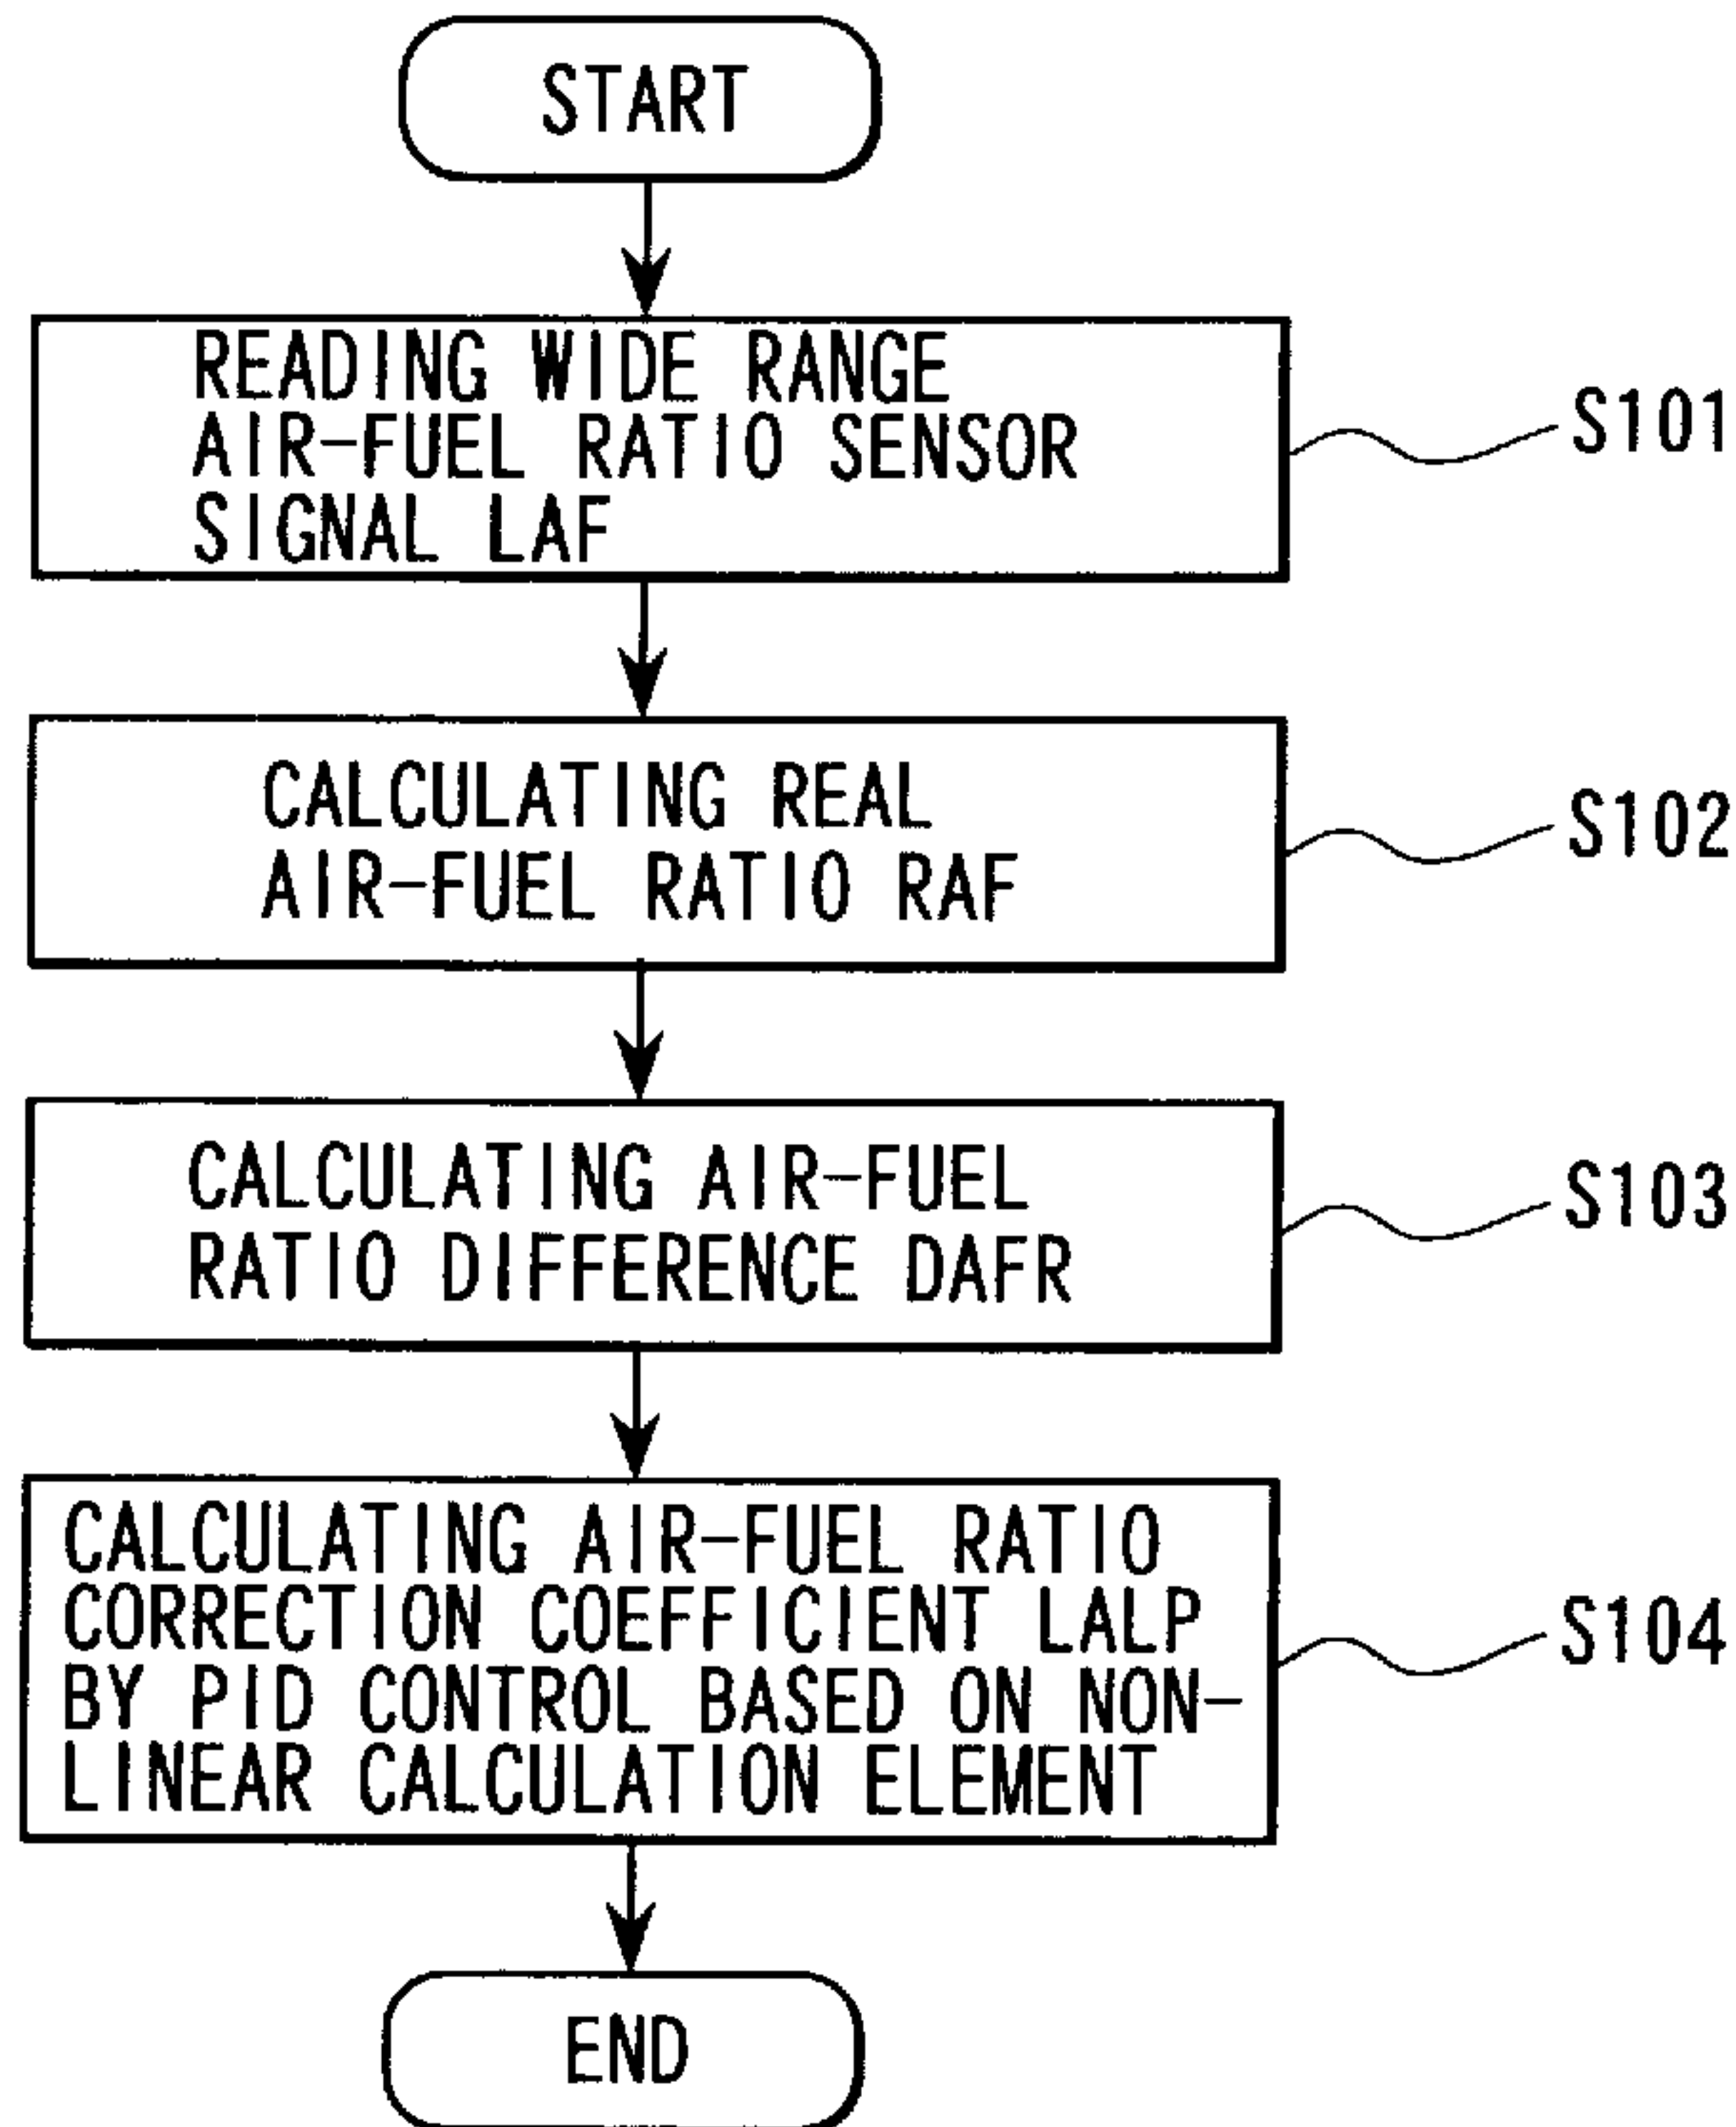 START
READING WIDE RANGE
AIR-FUEL RATIO SENSOR
SIGNAL LAF
S101
CALCULATING REAL
AIR-FUEL RATIO RAF
S102
CALCULATING AIR-FUEL
RATIO DIFFERENCE DAFR
S103
CALCULATING AIR-FUEL RATIO
CORRECTION COEFFICIENT LALP
BY PID CONTROL BASED ON NON-
LINEAR CALCULATION ELEMENT
S104
END